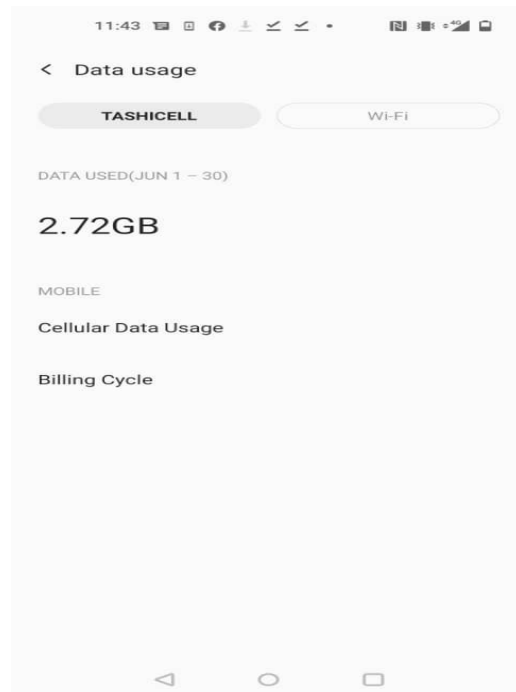 11:43
4G
< Data usage
TASHICELL
Wi-Fi
DATA USED(JUN 1 – 30)
2.72GB
MOBILE
Cellular Data Usage
Billing Cycle